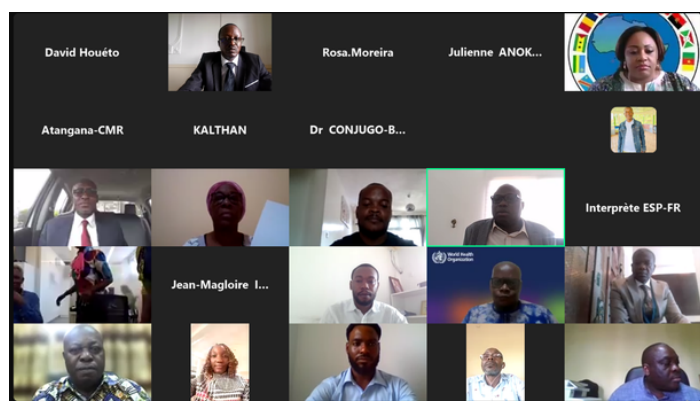 David Houéto
Rosa.Moreira
Julienne ANOK...
Atangana-CMR
KALTHAN
Dr CONJUGO-B...
Interprète ESP-FR
Jean-Magloire I...
World Health
Organization